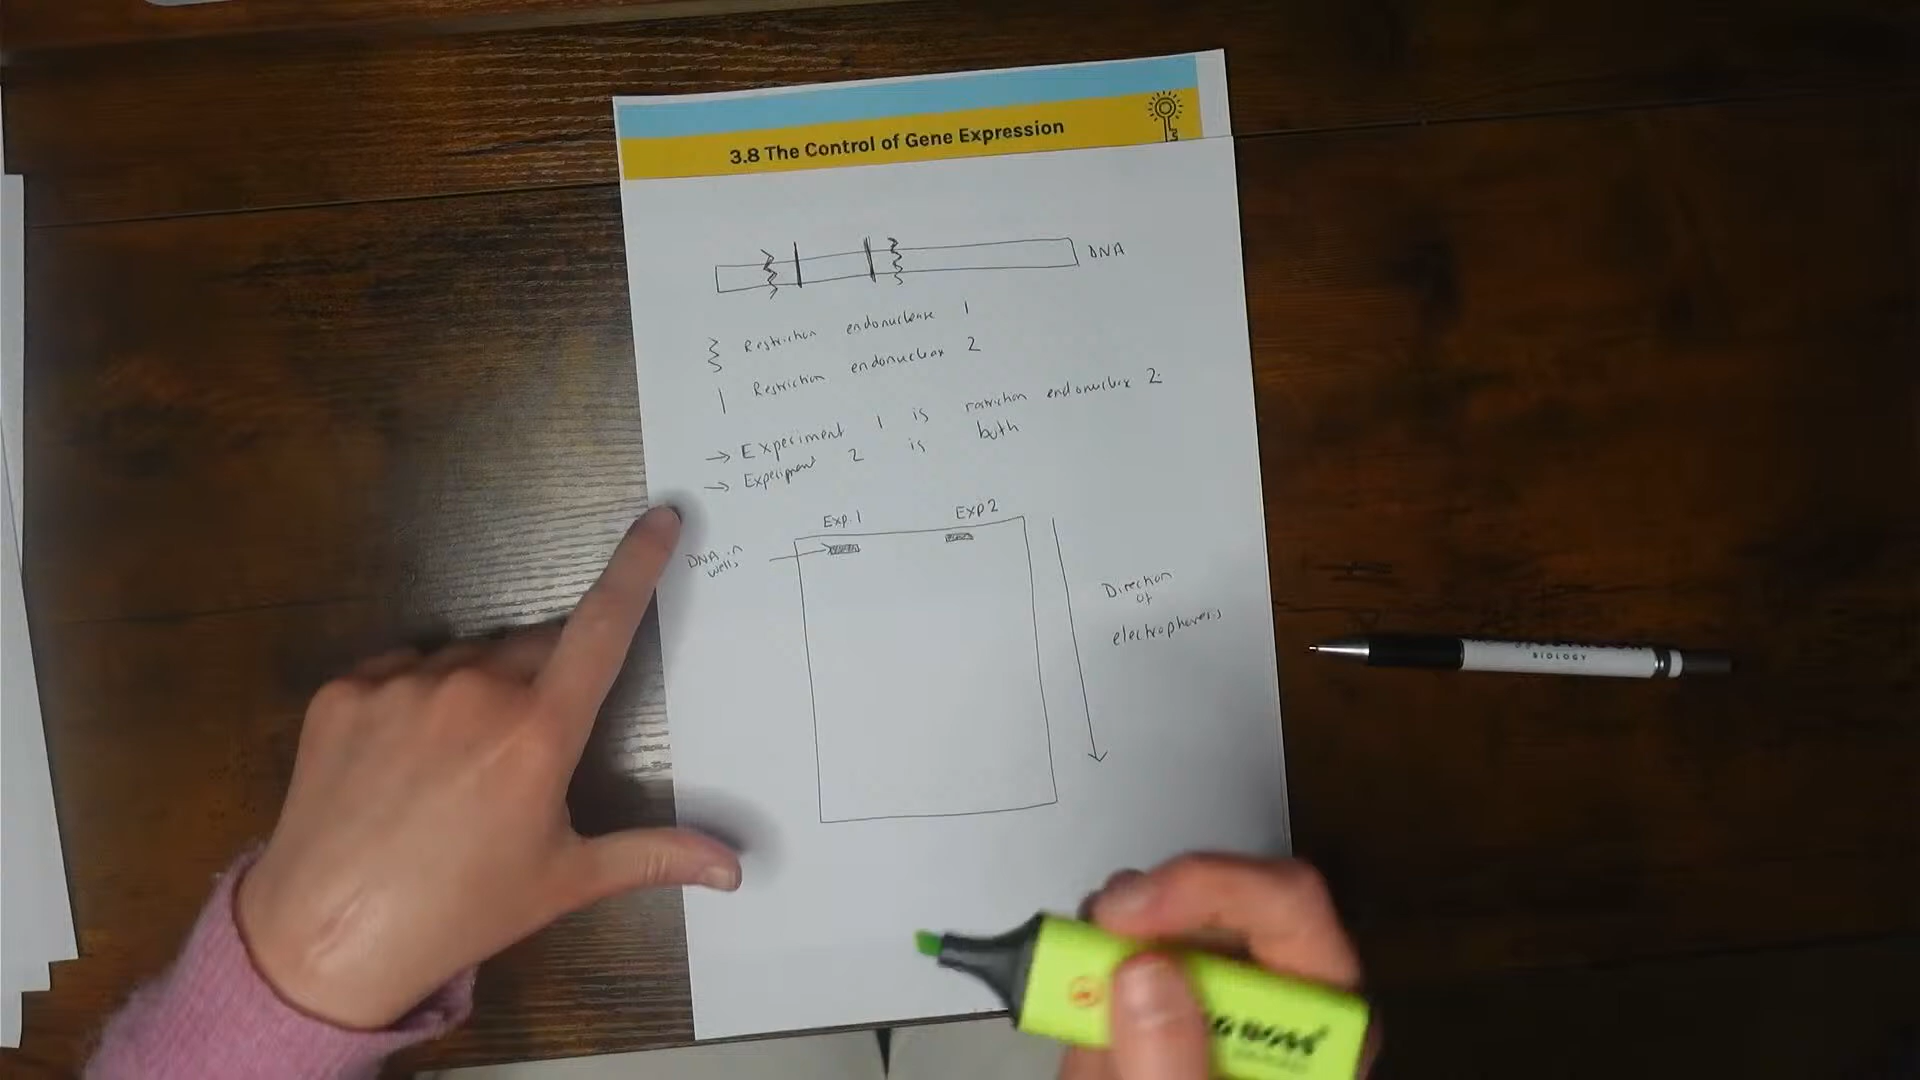 3.8 The Control of Gene Expression
DNA
Restriction endonuclease 1
Restriction endonuclease 2
→ Experiment 1 is restriction endonuclease 2.
→ Experiment 2 is both
Exp. 1
Exp 2
DNA in
wells
Direction
of
electrophoresis
BIOLOGY